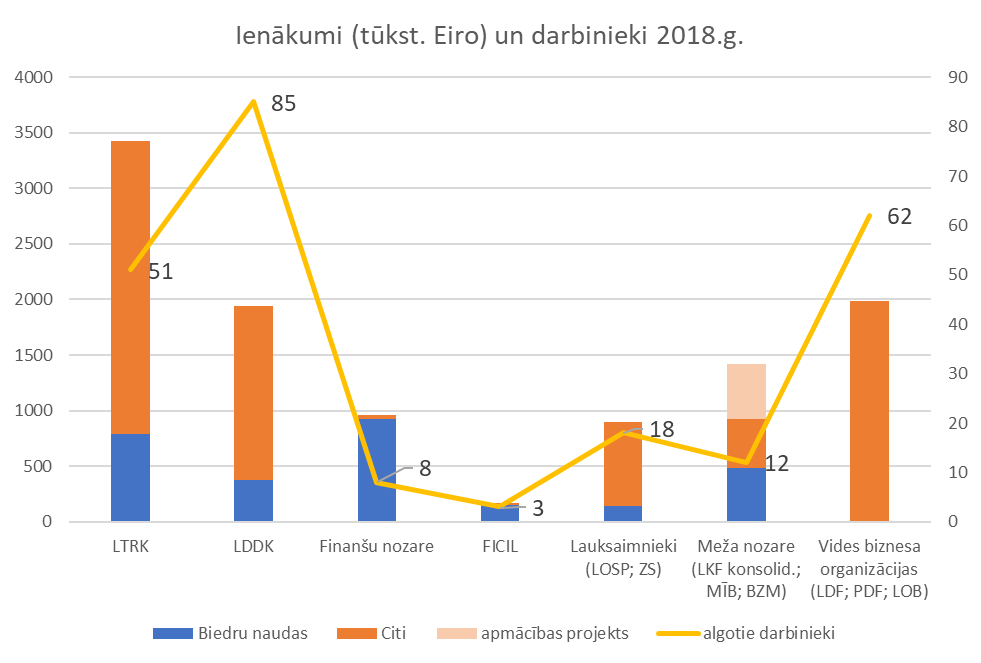 Ienākumi (tūkst. Eiro) un darbinieki 2018.g.
4000
3500
3000
2500
2000
1500
1000
500
0
90
80
70
60
50
40
30
20
10
0
51
85
8
3
18
12
62
LTRK
LDDK
Finanšu nozare
FICIL
Lauksaimnieki
(LOSP; ZS)
Meža nozare
(LKF konsolid.;
MĪB; BZM)
Vides biznesa
organizācijas
(LDF; PDF; LOB)
Biedru naudas
Citi
apmācības projekts
algotie darbinieki